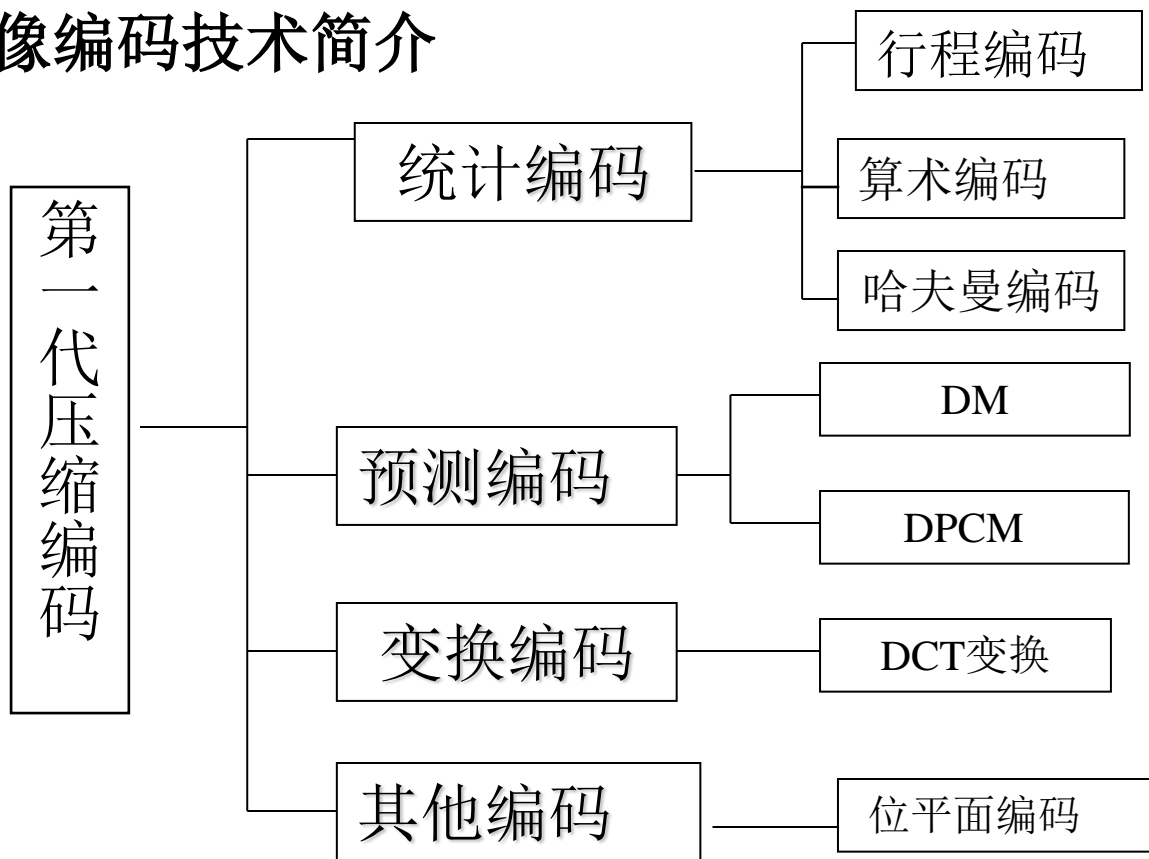 像编码技术简介
第一代压缩编码
统计编码
行程编码
算术编码
哈夫曼编码
预测编码
DM
DPCM
变换编码
DCT变换
其他编码
位平面编码